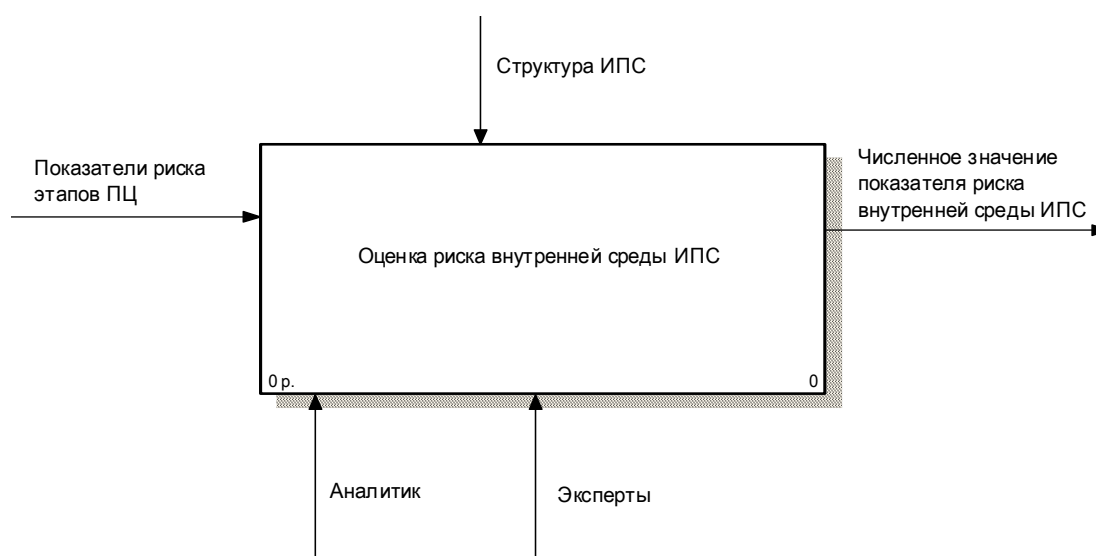 Структура ИПС
Показатели риска
этапов ПЦ
Численное значение
показателя риска
внутренней среды ИПС
Оценка риска внутренней среды ИПС
0 р.
0
Аналитик
Эксперты